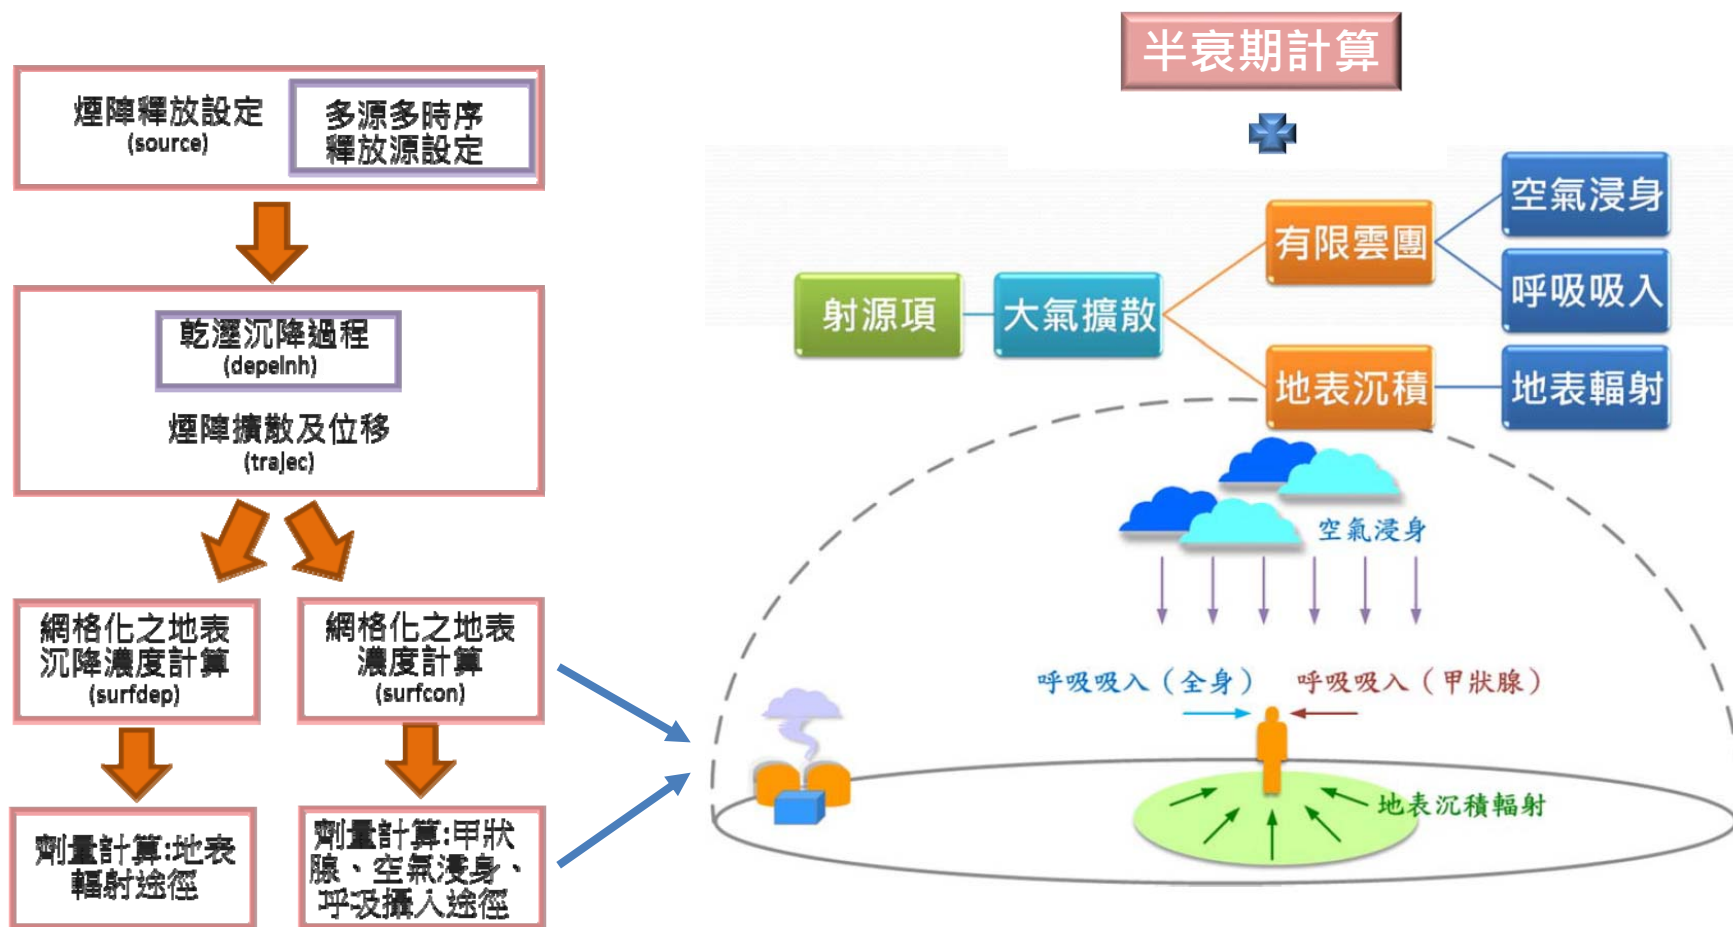 半衰期計算
煙陣釋放設定
(source)
多源多時序
釋放源設定
乾溼沉降過程
(depelnh)
煙陣擴散及位移
(trajec)
網格化之地表
沉降濃度計算
(surfdep)
網格化之地表
濃度計算
(surfcon)
劑量計算:地表
輻射途徑
劑量計算:甲狀
腺、空氣浸身、
呼吸攝入途徑
射源項
大氣擴散
有限雲團
地表沉積
空氣浸身
呼吸吸入
地表輻射
空氣浸身
呼吸吸入（全身）
呼吸吸入（甲狀腺）
地表沉積輻射